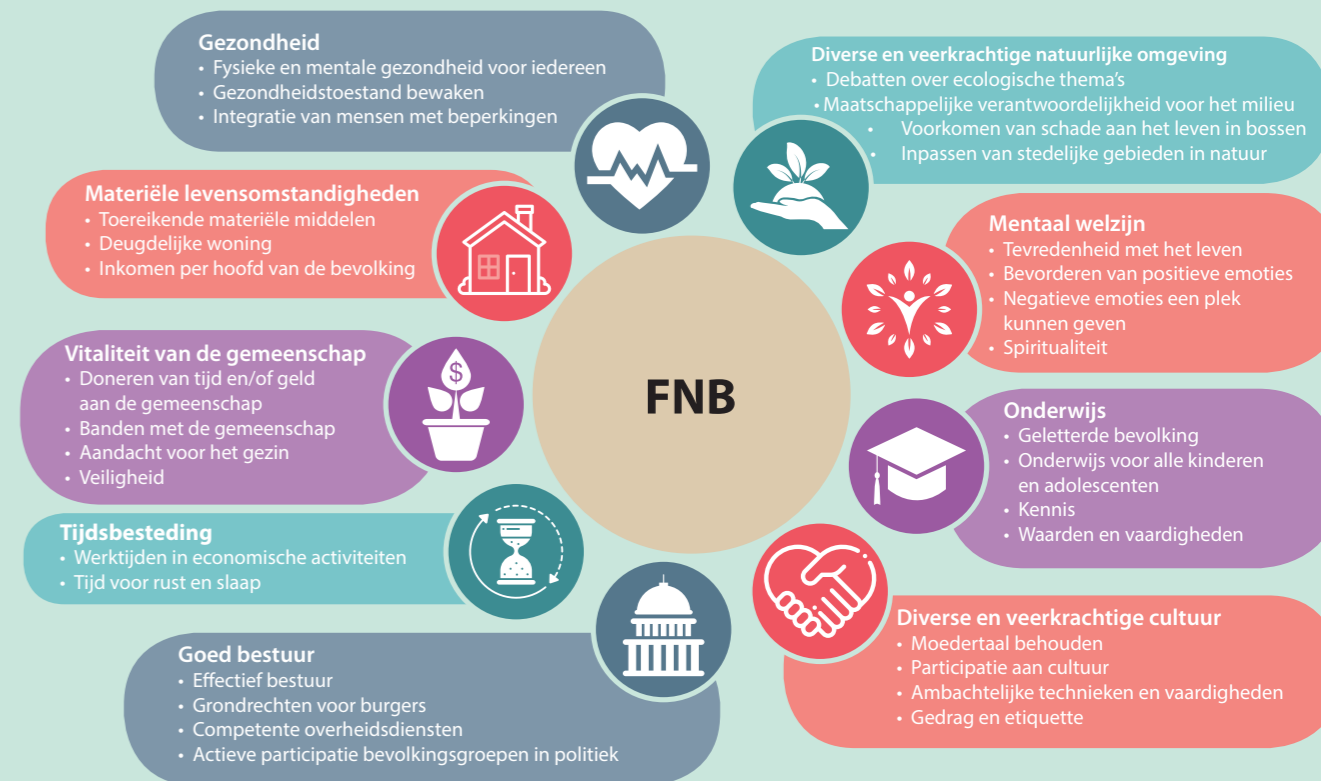 Gezondheid
• Fysieke en mentale gezondheid voor iedereen
• Gezondheidstoestand bewaken
• Integratie van mensen met beperkingen
Diverse en veerkrachtige natuurlijke omgeving
• Debatten over ecologische thema's
• Maatschappelijke verantwoordelijkheid voor het milieu
• Voorkomen van schade aan het leven in bossen
• Inpassen van stedelijke gebieden in natuur
Materiële levensomstandigheden
• Toereikende materiële middelen
• Deugdelijke woning
• Inkomen per hoofd van de bevolking
Mentaal welzijn
• Tevredenheid met het leven
• Bevorderen van positieve emoties
• Negatieve emoties een plek
kunnen geven
• Spiritualiteit
Vitaliteit van de gemeenschap
• Doneren van tijd en/of geld
aan de gemeenschap
• Banden met de gemeenschap
• Aandacht voor het gezin
• Veiligheid
$
FNB
Onderwijs
• Geletterde bevolking
• Onderwijs voor alle kinderen
en adolescenten
• Kennis
• Waarden en vaardigheden
Tijdsbesteding
• Werktijden in economische activiteiten
• Tijd voor rust en slaap
Diverse en veerkrachtige cultuur
• Moedertaal behouden
• Participatie aan cultuur
• Ambachtelijke technieken en vaardigheden
• Gedrag en etiquette
Goed bestuur
• Effectief bestuur
• Grondrechten voor burgers
• Competente overheidsdiensten
• Actieve participatie bevolkingsgroepen in politiek